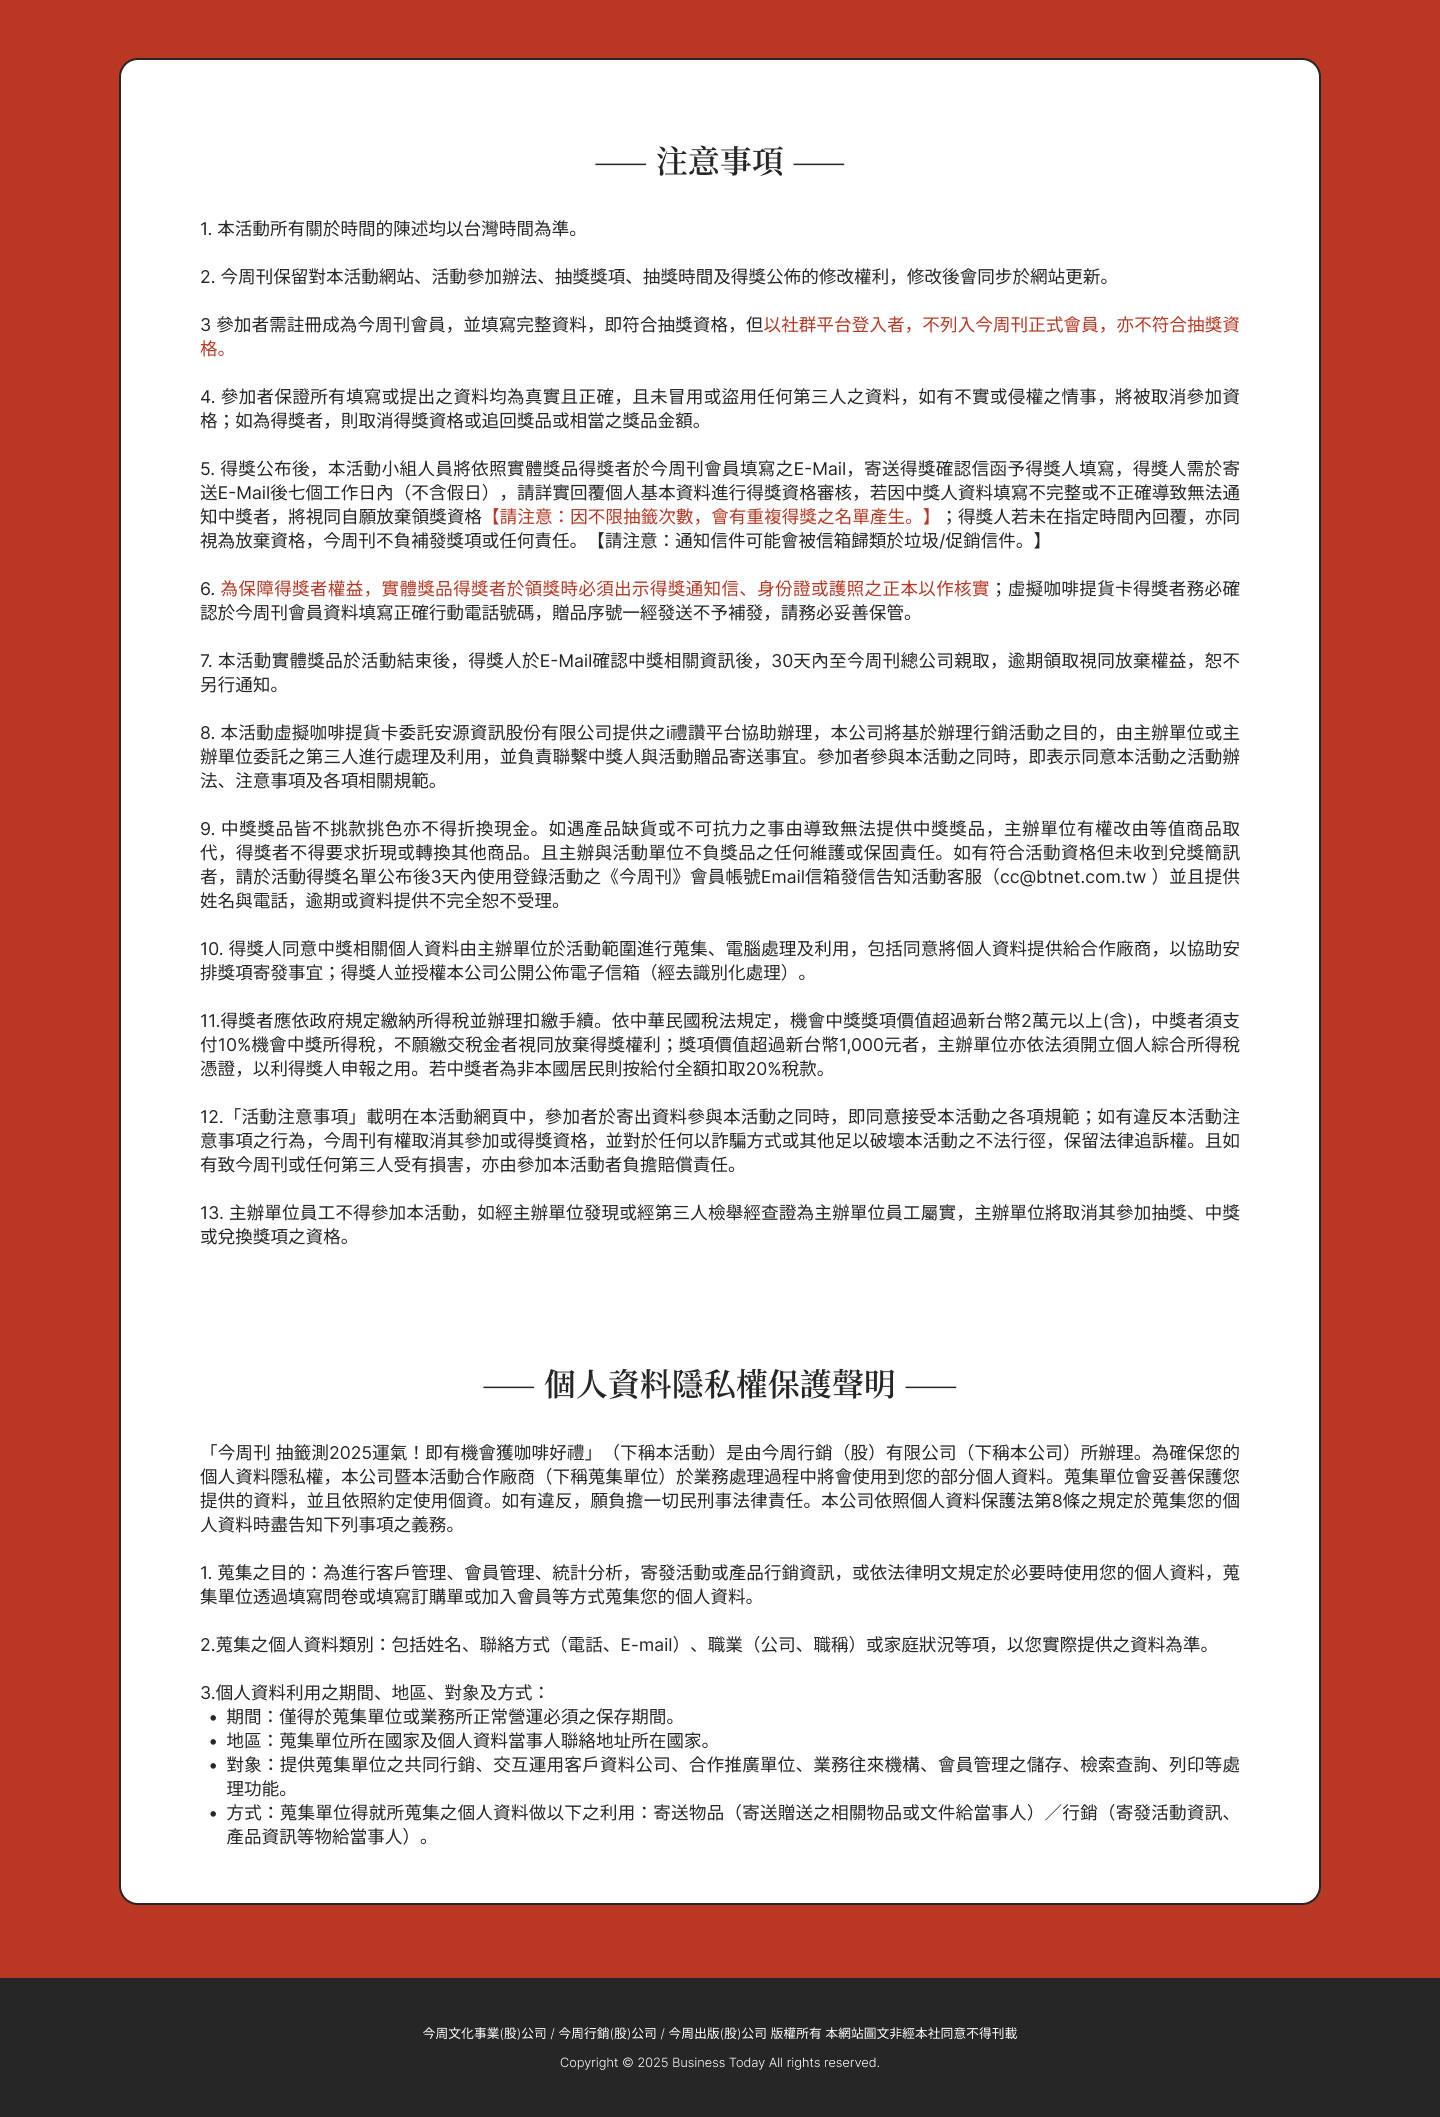 注意事項
1. 本活動所有關於時間的陳述均以台灣時間為準。
2. 今周刊保留對本活動網站、活動參加辦法、抽獎獎項、抽獎時間及得獎公佈的修改權利，修改後會同步於網站更新。
3 參加者需註冊成為今周刊會員，並填寫完整資料，即符合抽獎資格，但以社群平台登入者，不列入今周刊正式會員，亦不符合抽獎資
格。
4. 參加者保證所有填寫或提出之資料均為真實且正確，且未冒用或盜用任何第三人之資料，如有不實或侵權之情事，將被取消參加資
格；如為得獎者，則取消得獎資格或追回獎品或相當之獎品金額。
5. 得獎公布後，本活動小組人員將依照實體獎品得獎者於今周刊會員填寫之E-Mail，寄送得獎確認信函予得獎人填寫，得獎人需於寄
送E-Mail後七個工作日內（不含假日），請詳實回覆個人基本資料進行得獎資格審核，若因中獎人資料填寫不完整或不正確導致無法通
知中獎者，將視同自願放棄領獎資格【請注意：因不限抽籤次數，會有重複得獎之名單產生。】；得獎人若未在指定時間內回覆，亦同
視為放棄資格，今周刊不負補發獎項或任何責任。【請注意：通知信件可能會被信箱歸類於垃圾/促銷信件。】
6. 為保障得獎者權益，實體獎品得獎者於領獎時必須出示得獎通知信、身份證或護照之正本以作核實；虛擬咖啡提貨卡得獎者務必確
認於今周刊會員資料填寫正確行動電話號碼，贈品序號一經發送不予補發，請務必妥善保管。
7. 本活動實體獎品於活動結束後，得獎人於E-Mail確認中獎相關資訊後，30天內至今周刊總公司親取，逾期領取視同放棄權益，恕不
另行通知。
8. 本活動虛擬咖啡提貨卡委託安源資訊股份有限公司提供之i禮讚平台協助辦理，本公司將基於辦理行銷活動之目的，由主辦單位或主
辦單位委託之第三人進行處理及利用，並負責聯繫中獎人與活動贈品寄送事宜。參加者參與本活動之同時，即表示同意本活動之活動辦
法、注意事項及各項相關規範。
9. 中獎獎品皆不挑款挑色亦不得折換現金。如遇產品缺貨或不可抗力之事由導致無法提供中獎獎品，主辦單位有權改由等值商品取
代，得獎者不得要求折現或轉換其他商品。且主辦與活動單位不負獎品之任何維護或保固責任。如有符合活動資格但未收到兌獎簡訊
者，請於活動得獎名單公布後3天內使用登錄活動之《今周刊》會員帳號Email信箱發信告知活動客服（cc@btnet.com.tw ）並且提供
姓名與電話，逾期或資料提供不完全恕不受理。
10. 得獎人同意中獎相關個人資料由主辦單位於活動範圍進行蒐集、電腦處理及利用，包括同意將個人資料提供給合作廠商，以協助安
排獎項寄發事宜；得獎人並授權本公司公開公佈電子信箱（經去識別化處理）。
11.得獎者應依政府規定繳納所得稅並辦理扣繳手續。依中華民國稅法規定，機會中獎獎項價值超過新台幣2萬元以上(含)，中獎者須支
付10%機會中獎所得稅，不願繳交稅金者視同放棄得獎權利；獎項價值超過新台幣1,000元者，主辦單位亦依法須開立個人綜合所得稅
憑證，以利得獎人申報之用。若中獎者為非本國居民則按給付全額扣取20%稅款。
12.「活動注意事項」載明在本活動網頁中，參加者於寄出資料參與本活動之同時，即同意接受本活動之各項規範；如有違反本活動注
意事項之行為，今周刊有權取消其參加或得獎資格，並對於任何以詐騙方式或其他足以破壞本活動之不法行徑，保留法律追訴權。且如
有致今周刊或任何第三人受有損害，亦由參加本活動者負擔賠償責任。
13. 主辦單位員工不得參加本活動，如經主辦單位發現或經第三人檢舉經查證為主辦單位員工屬實，主辦單位將取消其參加抽獎、中獎
或兌換獎項之資格。
個人資料隱私權保護聲明
「今周刊 抽籤測2025運氣！即有機會獲咖啡好禮」（下稱本活動）是由今周行銷（股）有限公司（下稱本公司）所辦理。為確保您的
個人資料隱私權，本公司暨本活動合作廠商（下稱蒐集單位）於業務處理過程中將會使用到您的部分個人資料。蒐集單位會妥善保護您
提供的資料，並且依照約定使用個資。如有違反，願負擔一切民刑事法律責任。本公司依照個人資料保護法第8條之規定於蒐集您的個
人資料時盡告知下列事項之義務。
1. 蒐集之目的：為進行客戶管理、會員管理、統計分析，寄發活動或產品行銷資訊，或依法律明文規定於必要時使用您的個人資料，蒐
集單位透過填寫問卷或填寫訂購單或加入會員等方式蒐集您的個人資料。
2.蒐集之個人資料類別：包括姓名、聯絡方式（電話、E-mail）、職業（公司、職稱）或家庭狀況等項，以您實際提供之資料為準。
3.個人資料利用之期間、地區、對象及方式：
• 期間：僅得於蒐集單位或業務所正常營運必須之保存期間。
• 地區：蒐集單位所在國家及個人資料當事人聯絡地址所在國家。
• 對象：提供蒐集單位之共同行銷、交互運用客戶資料公司、合作推廣單位、業務往來機構、會員管理之儲存、檢索查詢、列印等處
理功能。
• 方式：蒐集單位得就所蒐集之個人資料做以下之利用：寄送物品（寄送贈送之相關物品或文件給當事人）／行銷（寄發活動資訊、
產品資訊等物給當事人）。
今周文化事業(股)公司 / 今周行銷(股)公司 / 今周出版(股)公司 版權所有 本網站圖文非經本社同意不得刊載
Copyright © 2025 Business Today All rights reserved.